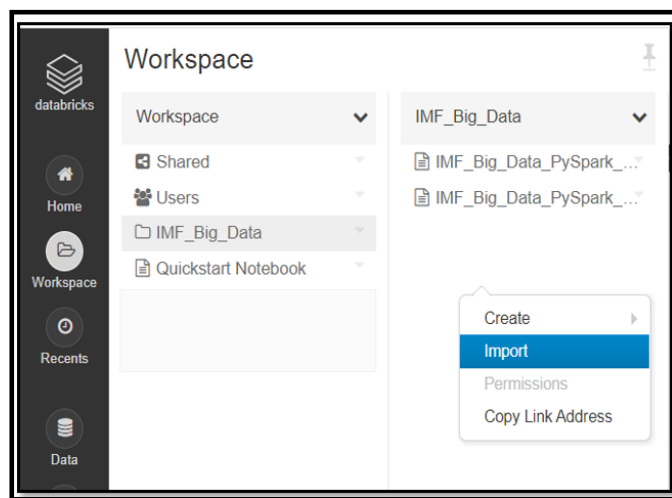 databricks
Home
Workspace
Recents
Data
Workspace
Workspace
Shared
Users
IMF_Big_Data
Quickstart Notebook
IMF_Big_Data
IMF_Big_Data_PySpark_...
IMF_Big_Data_PySpark_...
Create
Import
Permissions
Copy Link Address